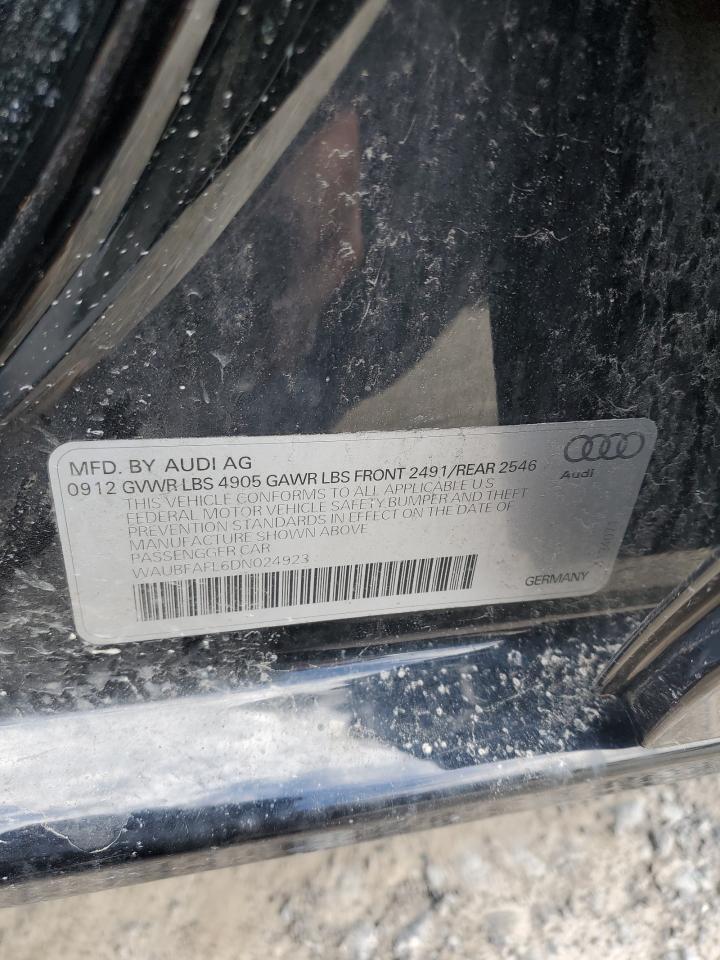 MFD. BY AUDI AG
0912 GVWR LBS 4905 GAWR LBS FRONT 2491/REAR 2546
THIS VEHICLE CONFORMS TO ALL APPLICABLE U.S
FEDERAL MOTOR VEHICLE SAFETY BUMPER AND THEFT
PREVENTION STANDARDS IN EFFECT ON THE DATE OF
MANUFACTURE SHOWN ABOVE
PASSENGGFR CAR
WAUBFAFL6DN024923
Audi
GERMANY